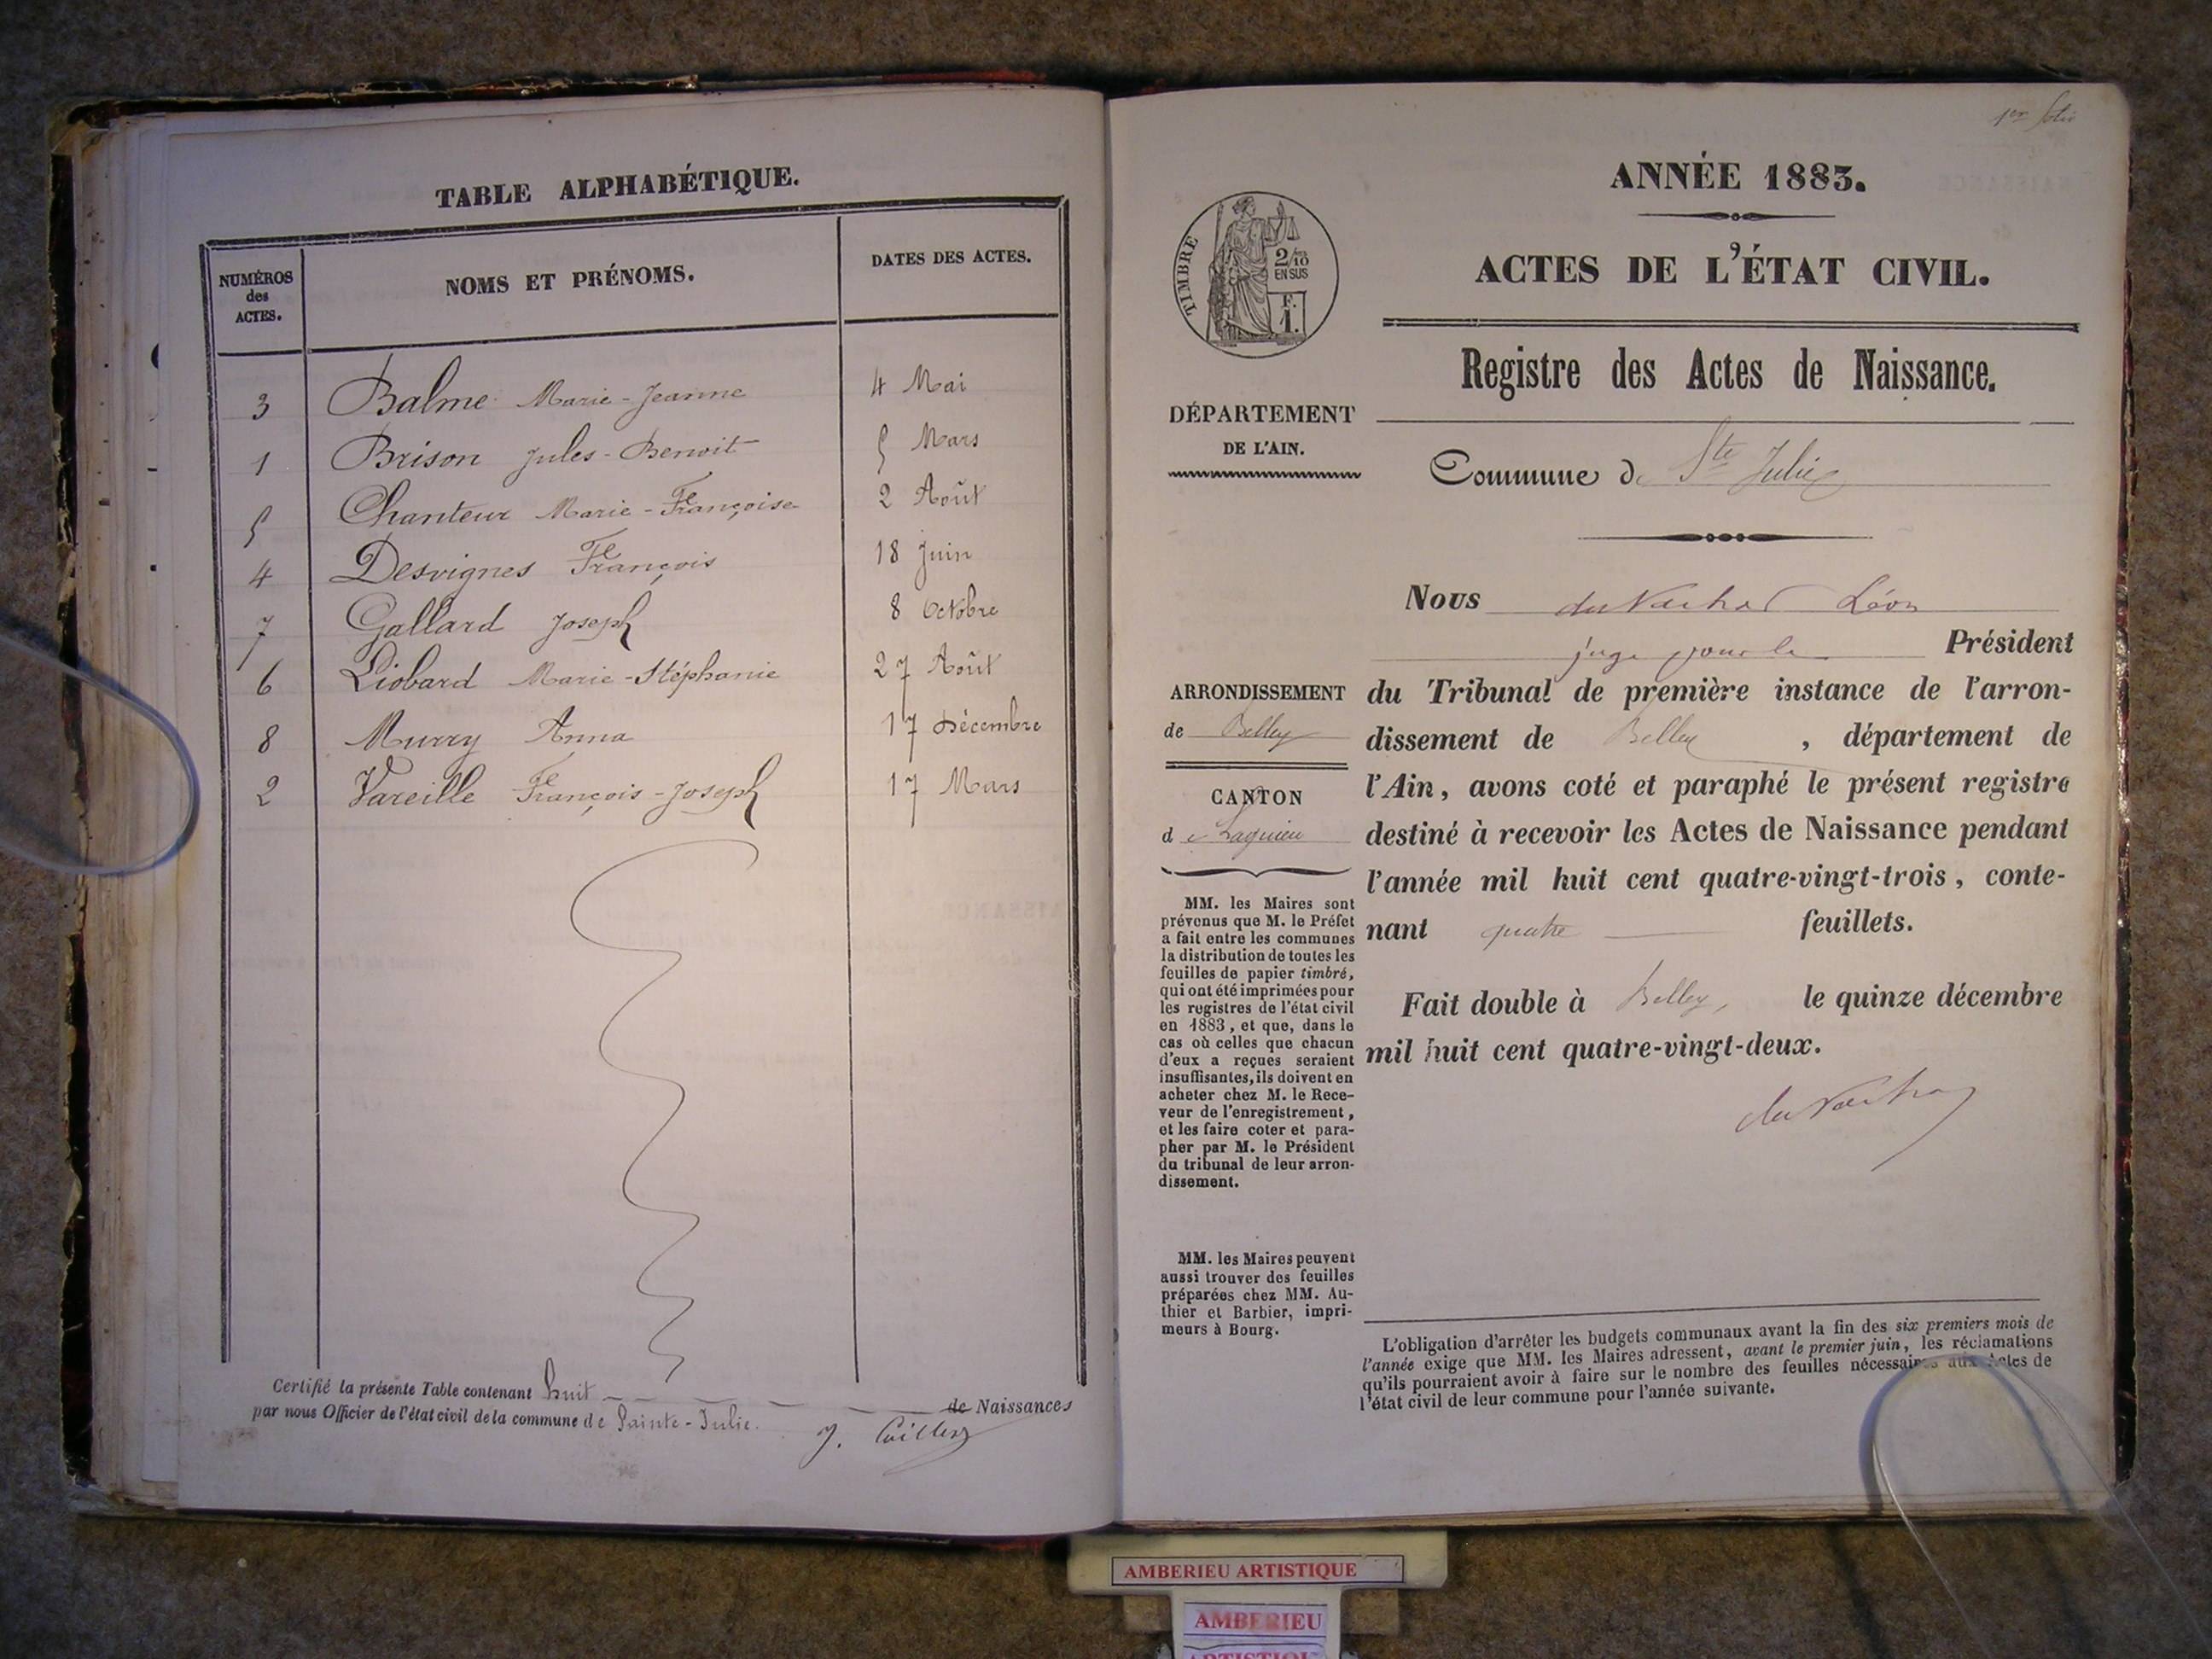 TABLE ALPHABÉTIQUE.
NUMÉROS des ACTES. NOMS ET PRÉNOMS. DATES DES ACTES.
3 Balme Marie-Jeanne 4 Mai
1 Brison Jules-Benoit 5 Mars
5 Chanteur Marie-Françoise 2 Août
4 Desvignes François 18 Juin
7 Gallard Joseph 8 Octobre
6 Liobard Marie-Stéphanie 27 Août
8 Murry Anna 17 Décembre
2 Vareille François-Joseph 17 Mars
Certifié la présente Table contenant huit de Naissances
par nous Officier de l'état civil de la commune de Sainte-Julie.
1er folio
ANNÉE 1883.
ACTES DE L'ÉTAT CIVIL.
Registre des Actes de Naissance.
TIMBRE
2/10 EN SUS
F. 1.
DÉPARTEMENT
DE L'AIN.
Commune de Ste Julie
Nous Léon
juge pour le Président
ARRONDISSEMENT
de Belley
CANTON
de Lagnieu
du Tribunal de première instance de l'arron-
dissement de Belley, département de
l'Ain, avons coté et paraphé le présent registre
destiné à recevoir les Actes de Naissance pendant
l'année mil huit cent quatre-vingt-trois, conte-
nant quatre feuillets.
Fait double à Belley, le quinze décembre
mil huit cent quatre-vingt-deux.
MM. les Maires sont
prévenus que M. le Préfet
a fait entre les communes
la distribution de toutes les
feuilles de papier timbré,
qui ont été imprimées pour
les registres de l'état civil
en 1883, et que, dans le
cas où celles que chacun
d'eux a reçues seraient
insuffisantes, ils doivent en
acheter chez M. le Rece-
veur de l'enregistrement,
et les faire coter et para-
pher par M. le Président
du tribunal de leur arron-
dissement.
MM. les Maires peuvent
aussi trouver des feuilles
préparées chez MM. Au-
thier et Barbier, impri-
meurs à Bourg.
L'obligation d'arrêter les budgets communaux avant la fin des six premiers mois de
l'année exige que MM. les Maires adressent, avant le premier juin, les réclamations
qu'ils pourraient avoir à faire sur le nombre des feuilles nécessaires aux Actes de
l'état civil de leur commune pour l'année suivante.
AMBERIEU ARTISTIQUE
AMBERIEU
ARTISTIQUE